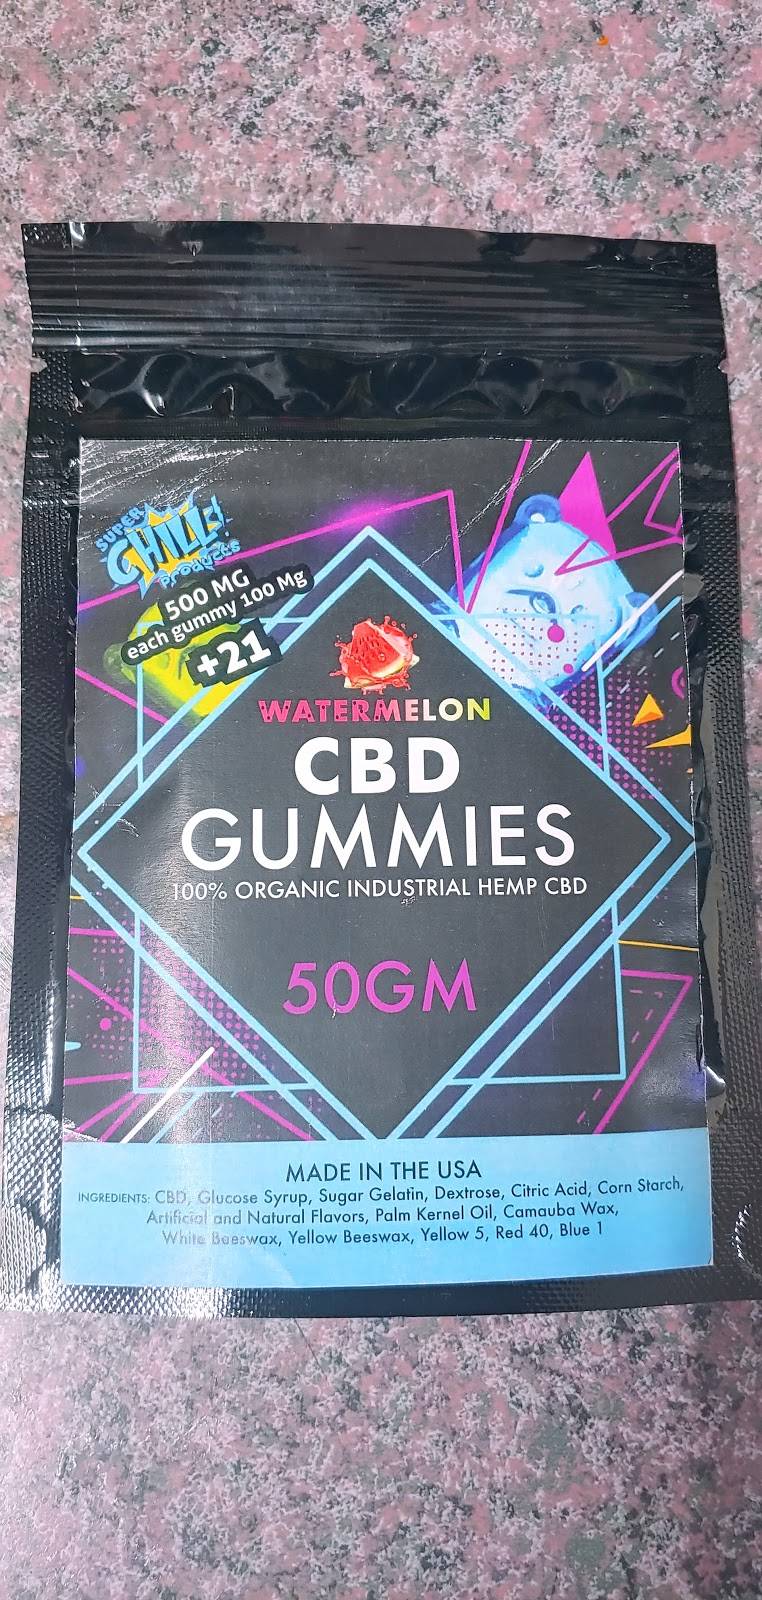 SUPER
CHILL
products
500 MG
each gummy 100 Mg
+21
WATERMELON
CBD
GUMMIES
100% ORGANIC INDUSTRIAL HEMP CBD
50GM
MADE IN THE USA
INGREDIENTS: CBD, Glucose Syrup, Sugar Gelatin, Dextrose, Citric Acid, Corn Starch,
Artificial and Natural Flavors, Palm Kernel Oil, Camauba Wax,
White Beeswax, Yellow Beeswax, Yellow 5, Red 40, Blue 1